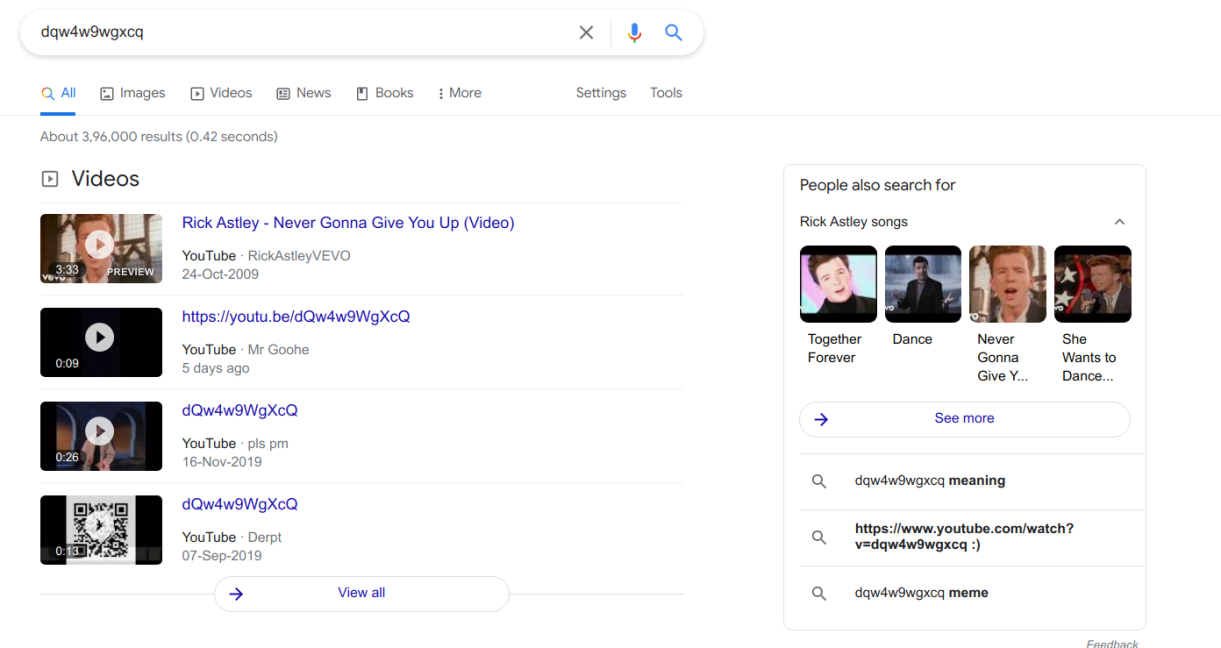 dqw4w9wgxcq
All Images Videos News Books More Settings Tools
About 3,96,000 results (0.42 seconds)
Videos
Rick Astley - Never Gonna Give You Up (Video)
YouTube · RickAstleyVEVO
24-Oct-2009
3:33 PREVIEW
https://youtu.be/dQw4w9WgXcQ
YouTube · Mr Goohe
5 days ago
0:09
dQw4w9WgXcQ
YouTube · pls pm
16-Nov-2019
0:26
dQw4w9WgXcQ
YouTube · Derpt
07-Sep-2019
0:13
View all
People also search for
Rick Astley songs
Together
Forever
Dance
Never
Gonna
Give Y...
She
Wants to
Dance...
See more
dqw4w9wgxcq meaning
https://www.youtube.com/watch?
v=dqw4w9wgxcq :)
dqw4w9wgxcq meme
Feedback